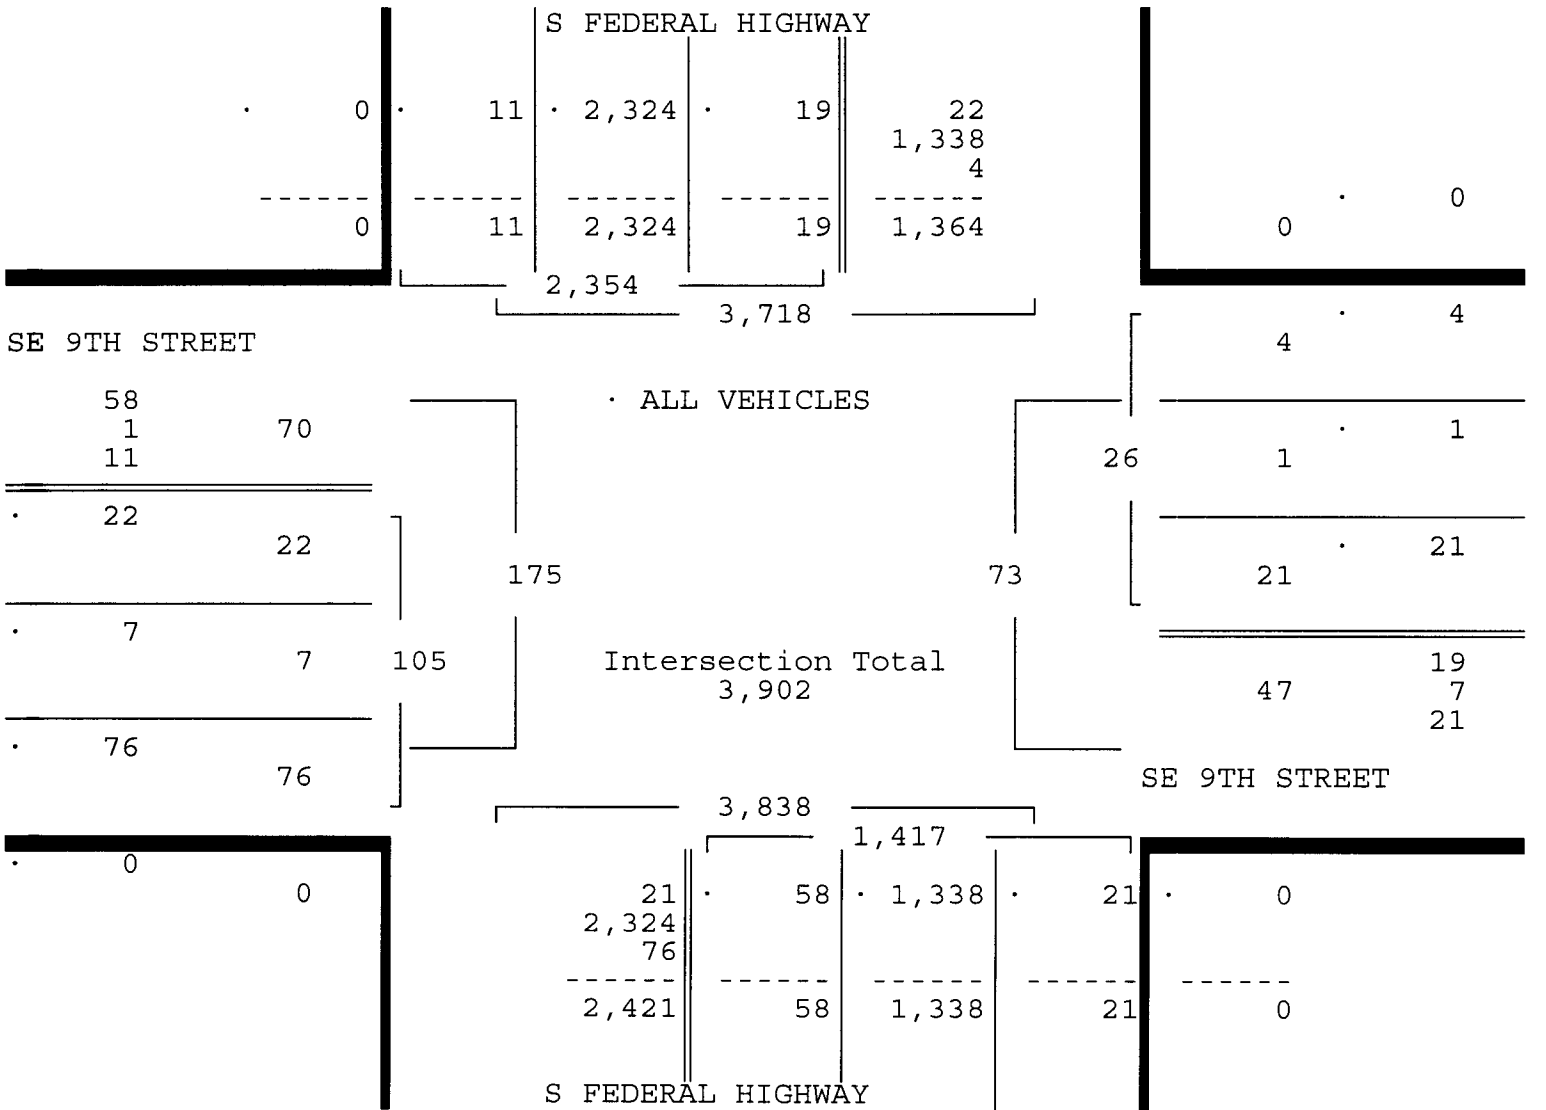 S FEDERAL HIGHWAY
· 0 · 11 · 2,324 · 19 22
1,338
4
------ ------ ------ ------ ------ · 0
0 11 2,324 19 1,364 0
2,354
3,718 · 4
SE 9TH STREET 4
58 · ALL VEHICLES
1 70 · 1
11 26 1
· 22
22 · 21
175 73 21
· 7
7 105 Intersection Total 19
3,902 47 7
21
· 76
76 SE 9TH STREET
3,838
1,417
· 0
0 21 · 58 · 1,338 · 21 · 0
2,324
76
------ ------ ------ ------ ------
2,421 58 1,338 21 0
S FEDERAL HIGHWAY